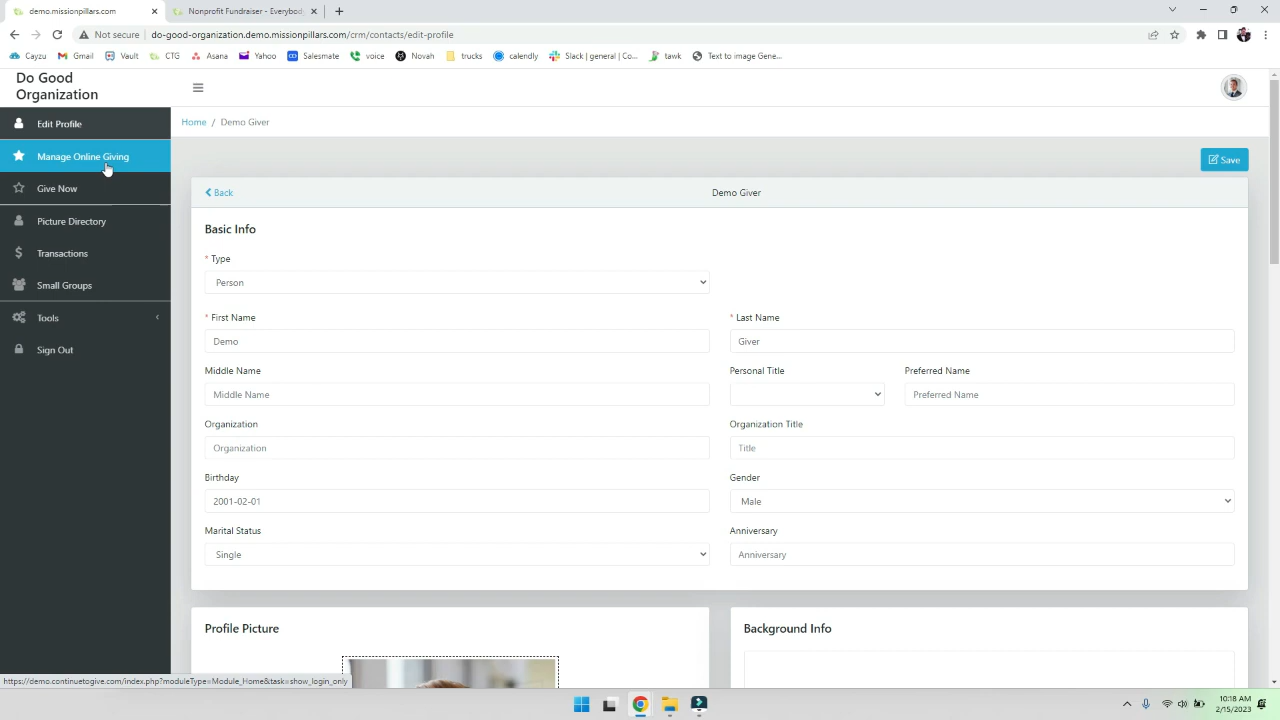 demo.missionpillars.com
Nonprofit Fundraiser - Everybody
Not secure
do-good-organization.demo.missionpillars.com/crm/contacts/edit-profile
Cayzu
Gmail
Vault
CTG
Asana
Yahoo
Salesmate
voice
Novah
trucks
calendly
Slack | general | Co...
tawk
Text to image Gene...
Do Good
Organization
Edit Profile
Manage Online Giving
Give Now
Picture Directory
Transactions
Small Groups
Tools
Sign Out
Home / Demo Giver
Save
Back
Demo Giver
Basic Info
* Type
Person
* First Name
* Last Name
Demo
Giver
Middle Name
Personal Title
Preferred Name
Middle Name
Preferred Name
Organization
Organization Title
Organization
Title
Birthday
Gender
2001-02-01
Male
Marital Status
Anniversary
Single
Anniversary
Profile Picture
Background Info
https://demo.continuetogive.com/index.php?moduleType=Module_Home&task=show_login_only
10:18 AM
2/15/2023